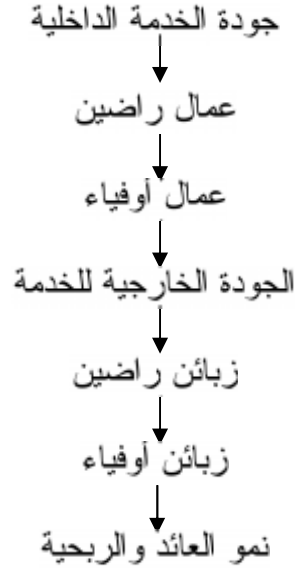 جودة الخدمة الداخلية
عمال راضين
عمال أوفياء
الجودة الخارجية للخدمة
زبائن راضين
زبائن أوفياء
نمو العائد والربحية